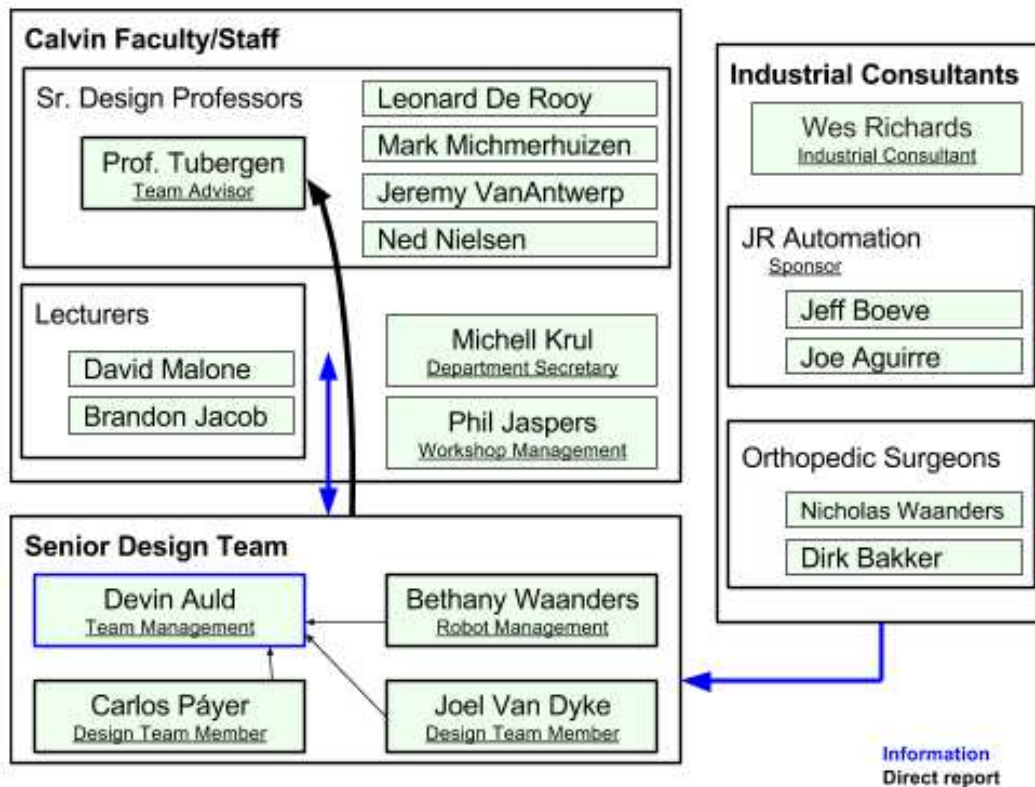 Calvin Faculty/Staff
Sr. Design Professors
Prof. Tubergen
Team Advisor
Leonard De Rooy
Mark Michmerhuizen
Jeremy VanAntwerp
Ned Nielsen
Lecturers
David Malone
Brandon Jacob
Michell Krul
Department Secretary
Phil Jaspers
Workshop Management
Industrial Consultants
Wes Richards
Industrial Consultant
JR Automation
Sponsor
Jeff Boeve
Joe Aguirre
Orthopedic Surgeons
Nicholas Waanders
Dirk Bakker
Senior Design Team
Devin Auld
Team Management
Bethany Waanders
Robot Management
Carlos Páyer
Design Team Member
Joel Van Dyke
Design Team Member
Information
Direct report